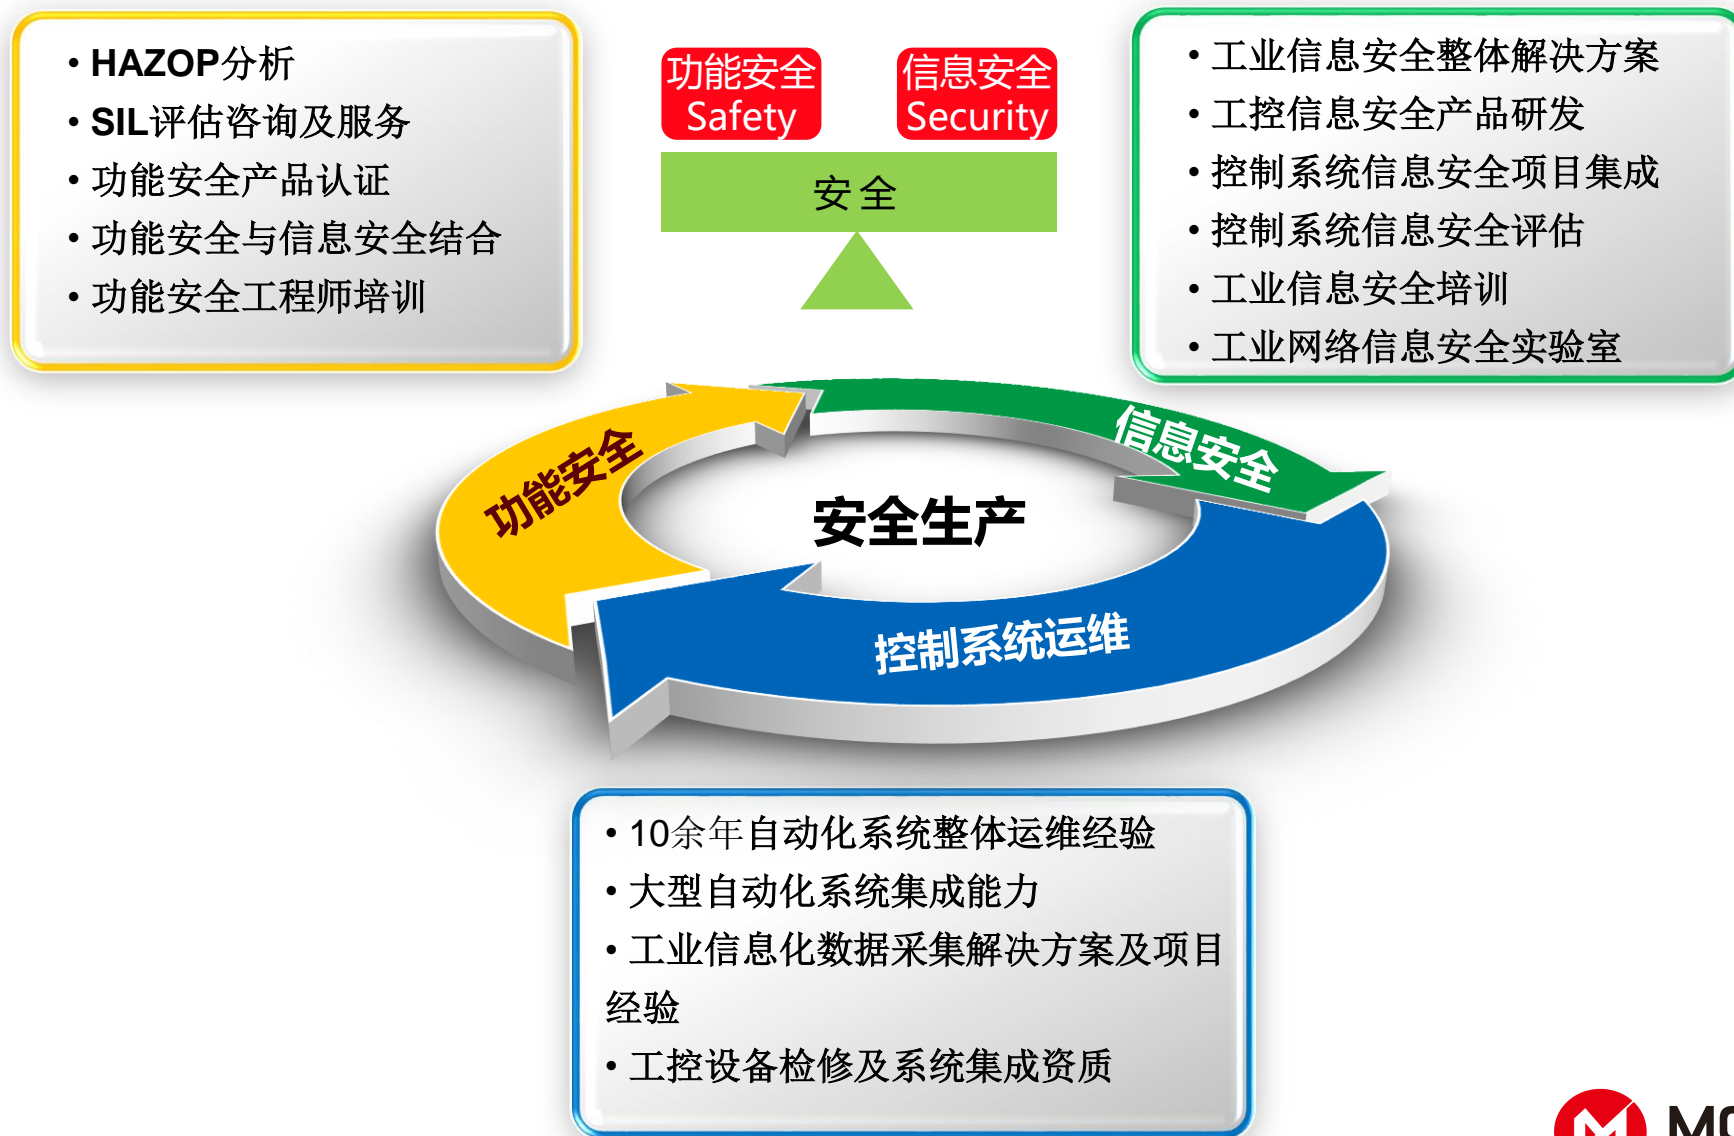 • HAZOP分析
• SIL评估咨询及服务
• 功能安全产品认证
• 功能安全与信息安全结合
• 功能安全工程师培训
功能安全
Safety
信息安全
Security
安全
• 工业信息安全整体解决方案
• 工控信息安全产品研发
• 控制系统信息安全项目集成
• 控制系统信息安全评估
• 工业信息安全培训
• 工业网络信息安全实验室
功能安全
信息安全
安全生产
控制系统运维
• 10余年自动化系统整体运维经验
• 大型自动化系统集成能力
• 工业信息化数据采集解决方案及项目
经验
• 工控设备检修及系统集成资质